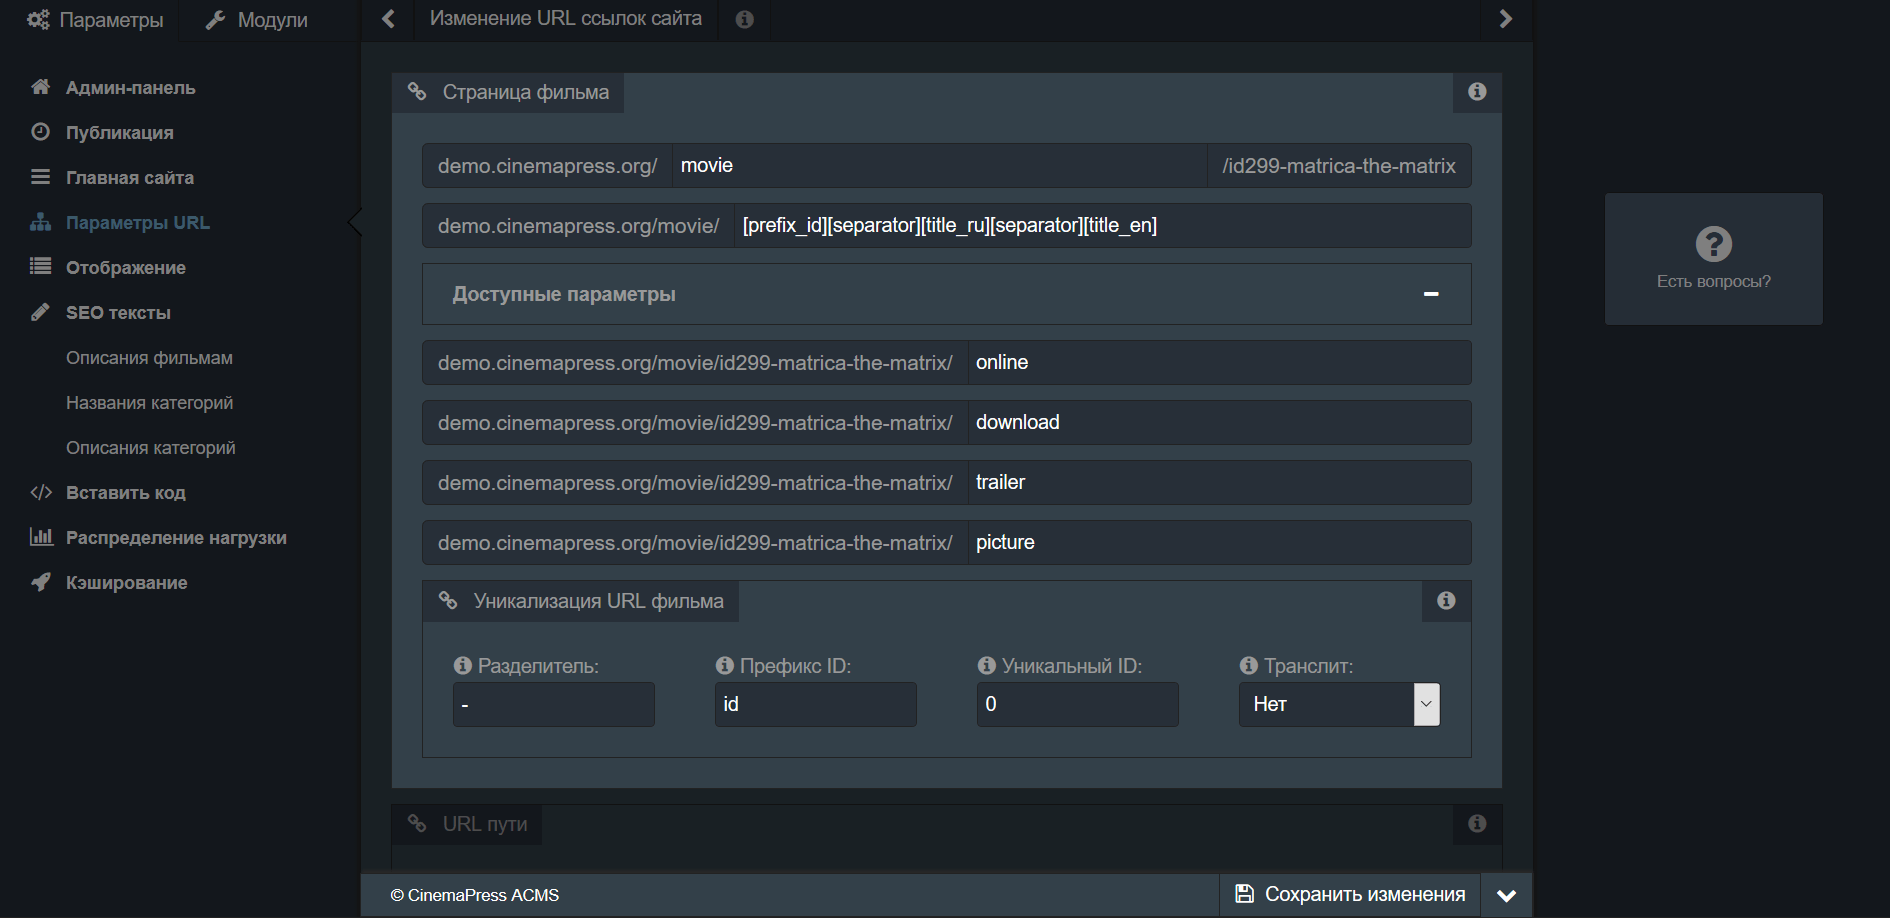 Параметры
Модули
Изменение URL ссылок сайта
Админ-панель
Публикация
Главная сайта
Параметры URL
Отображение
SEO тексты
Описания фильмам
Названия категорий
Описания категорий
Вставить код
Распределение нагрузки
Кэширование
Страница фильма
demo.cinemapress.org/ movie /id299-matrica-the-matrix
demo.cinemapress.org/movie/ [prefix_id][separator][title_ru][separator][title_en]
Доступные параметры
demo.cinemapress.org/movie/id299-matrica-the-matrix/ online
demo.cinemapress.org/movie/id299-matrica-the-matrix/ download
demo.cinemapress.org/movie/id299-matrica-the-matrix/ trailer
demo.cinemapress.org/movie/id299-matrica-the-matrix/ picture
Уникализация URL фильма
Разделитель: Префикс ID: Уникальный ID: Транслит:
- id 0 Нет
URL пути
© CinemaPress ACMS
Сохранить изменения
Есть вопросы?